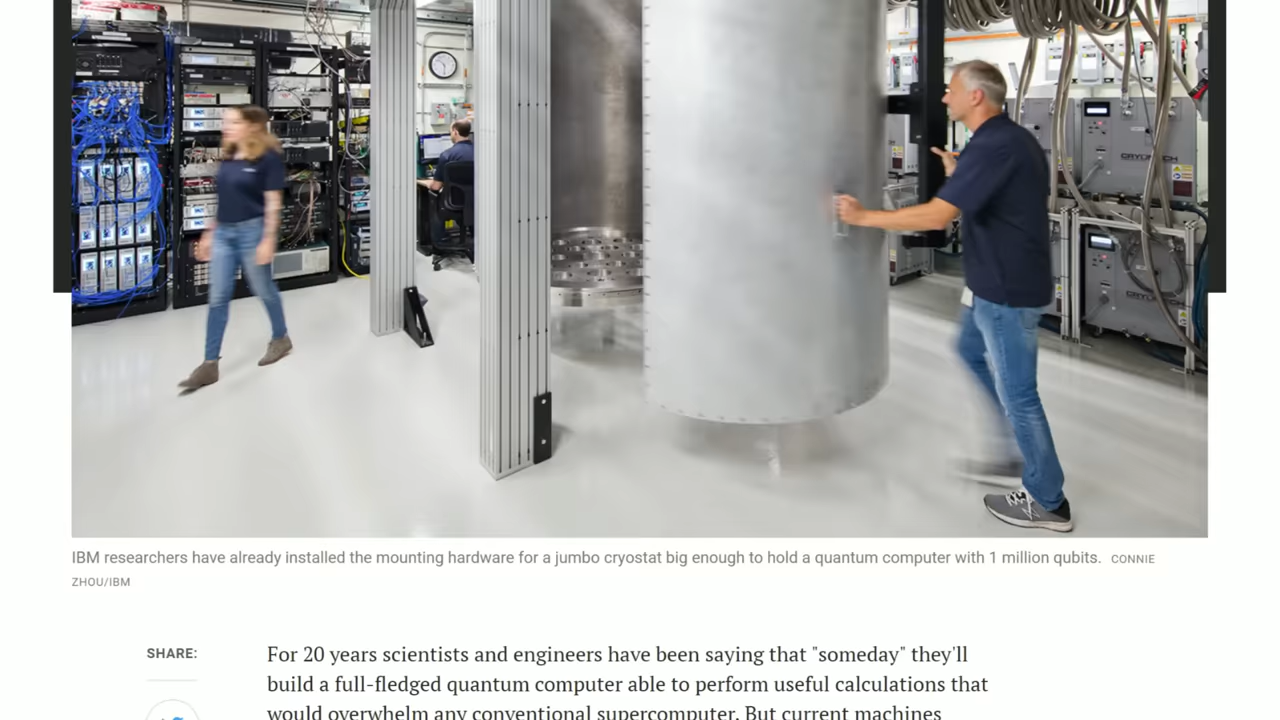 CRYOMECH
CRYOMECH
IBM researchers have already installed the mounting hardware for a jumbo cryostat big enough to hold a quantum computer with 1 million qubits. CONNIE
ZHOU/IBM
SHARE:
For 20 years scientists and engineers have been saying that "someday" they'll
build a full-fledged quantum computer able to perform useful calculations that
would overwhelm any conventional supercomputer. But current machines